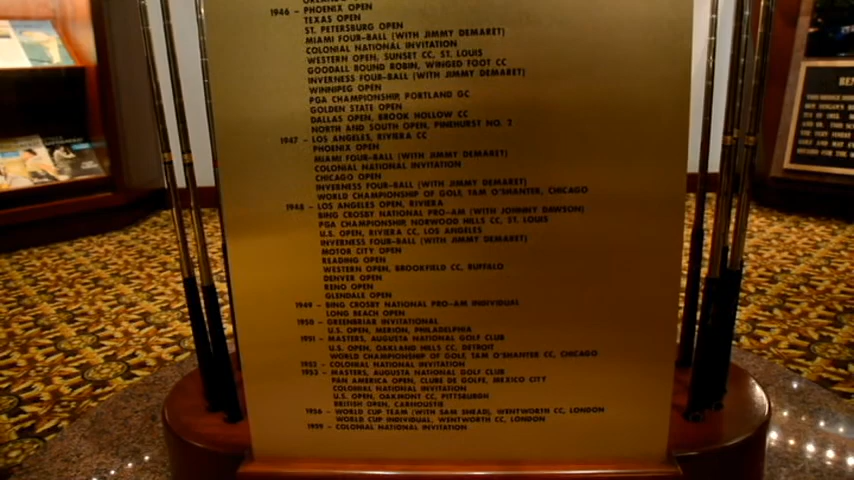 1946 – PHOENIX OPEN
TEXAS OPEN
ST. PETERSBURG OPEN
MIAMI FOUR-BALL (WITH JIMMY DEMARET)
COLONIAL NATIONAL INVITATION
WESTERN OPEN, SUNSET CC, ST. LOUIS
GOODALL ROUND ROBIN, WINGED FOOT CC
INVERNESS FOUR-BALL (WITH JIMMY DEMARET)
WINNIPEG OPEN
PGA CHAMPIONSHIP, PORTLAND GC
GOLDEN STATE OPEN
DALLAS OPEN, BROOK HOLLOW CC
NORTH AND SOUTH OPEN, PINEHURST NO. 2
1947 – LOS ANGELES, RIVIERA CC
PHOENIX OPEN
MIAMI FOUR-BALL (WITH JIMMY DEMARET)
COLONIAL NATIONAL INVITATION
CHICAGO OPEN
INVERNESS FOUR-BALL (WITH JIMMY DEMARET)
WORLD CHAMPIONSHIP OF GOLF, TAM O'SHANTER, CHICAGO
1948 – LOS ANGELES OPEN, RIVIERA
BING CROSBY NATIONAL PRO-AM (WITH JOHNNY DAWSON)
PGA CHAMPIONSHIP, NORWOOD HILLS CC, ST. LOUIS
U.S. OPEN, RIVIERA CC, LOS ANGELES
INVERNESS FOUR-BALL (WITH JIMMY DEMARET)
MOTOR CITY OPEN
READING OPEN
WESTERN OPEN, BROOKFIELD CC, BUFFALO
DENVER OPEN
RENO OPEN
GLENDALE OPEN
1949 – BING CROSBY NATIONAL PRO-AM INDIVIDUAL
LONG BEACH OPEN
1950 – GREENBRIAR INVITATIONAL
U.S. OPEN, MERION, PHILADELPHIA
1951 – MASTERS, AUGUSTA NATIONAL GOLF CLUB
U.S. OPEN, OAKLAND HILLS CC, DETROIT
WORLD CHAMPIONSHIP OF GOLF, TAM O'SHANTER CC, CHICAGO
1952 – COLONIAL NATIONAL INVITATION
1953 – MASTERS, AUGUSTA NATIONAL GOLF CLUB
PAN AMERICA OPEN, CLUBE DE GOLFE, MEXICO CITY
COLONIAL NATIONAL INVITATION
U.S. OPEN, OAKMONT CC, PITTSBURGH
BRITISH OPEN, CARNOUSTIE
1956 – WORLD CUP TEAM (WITH SAM SNEAD), WENTWORTH CC, LONDON
WORLD CUP INDIVIDUAL, WENTWORTH CC, LONDON
1959 – COLONIAL NATIONAL INVITATION
BEN